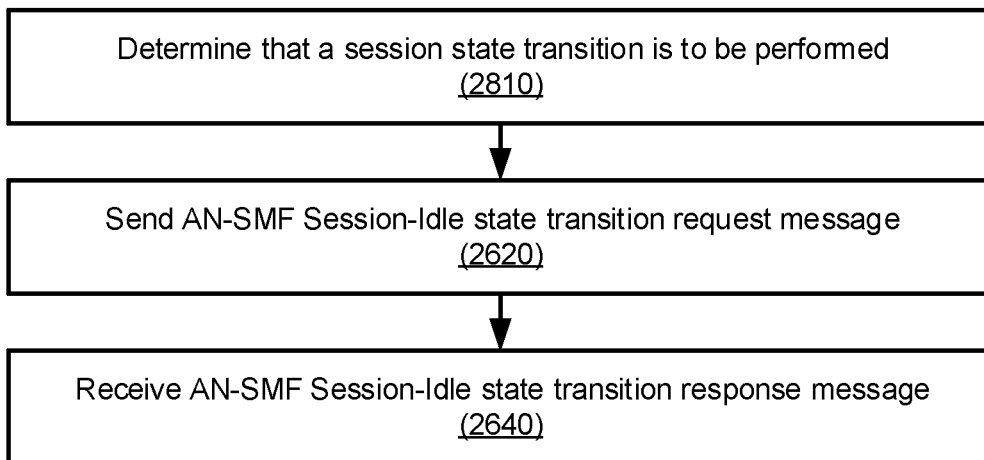 Determine that a session state transition is to be performed
(2810)
Send AN-SMF Session-Idle state transition request message
(2620)
Receive AN-SMF Session-Idle state transition response message
(2640)